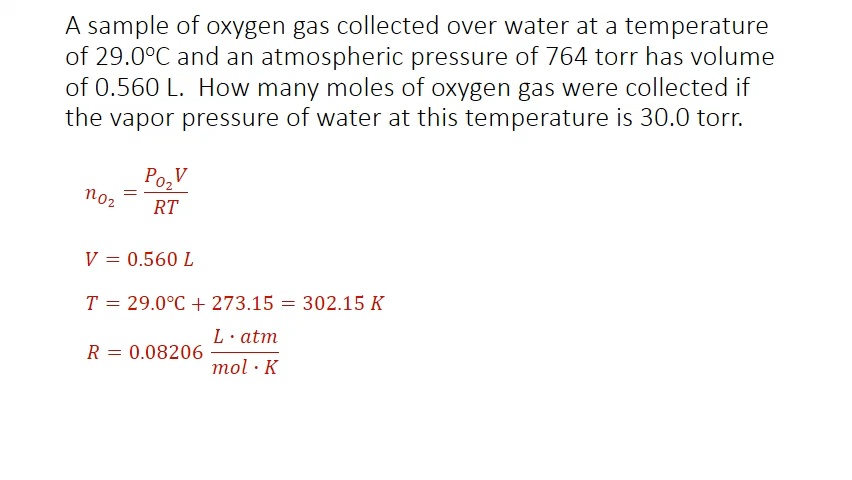 A sample of oxygen gas collected over water at a temperature
of 29.0°C and an atmospheric pressure of 764 torr has volume
of 0.560 L.  How many moles of oxygen gas were collected if
the vapor pressure of water at this temperature is 30.0 torr.
n_{O_2} = \frac{P_{O_2}V}{RT}
V = 0.560 L
T = 29.0°C + 273.15 = 302.15 K
R = 0.08206 \frac{L · atm}{mol · K}